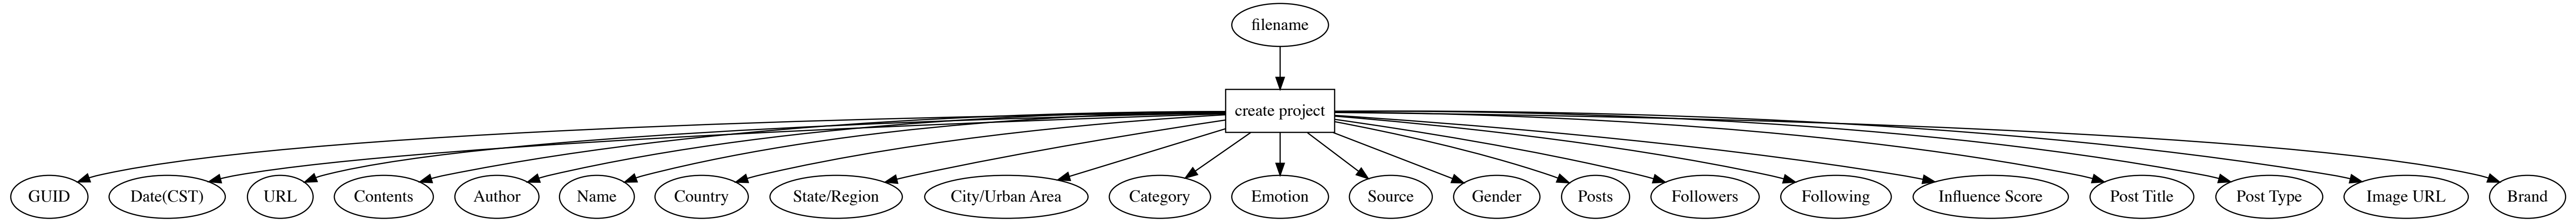 filename
create project
GUID
Date(CST)
URL
Contents
Author
Name
Country
State/Region
City/Urban Area
Category
Emotion
Source
Gender
Posts
Followers
Following
Influence Score
Post Title
Post Type
Image URL
Brand